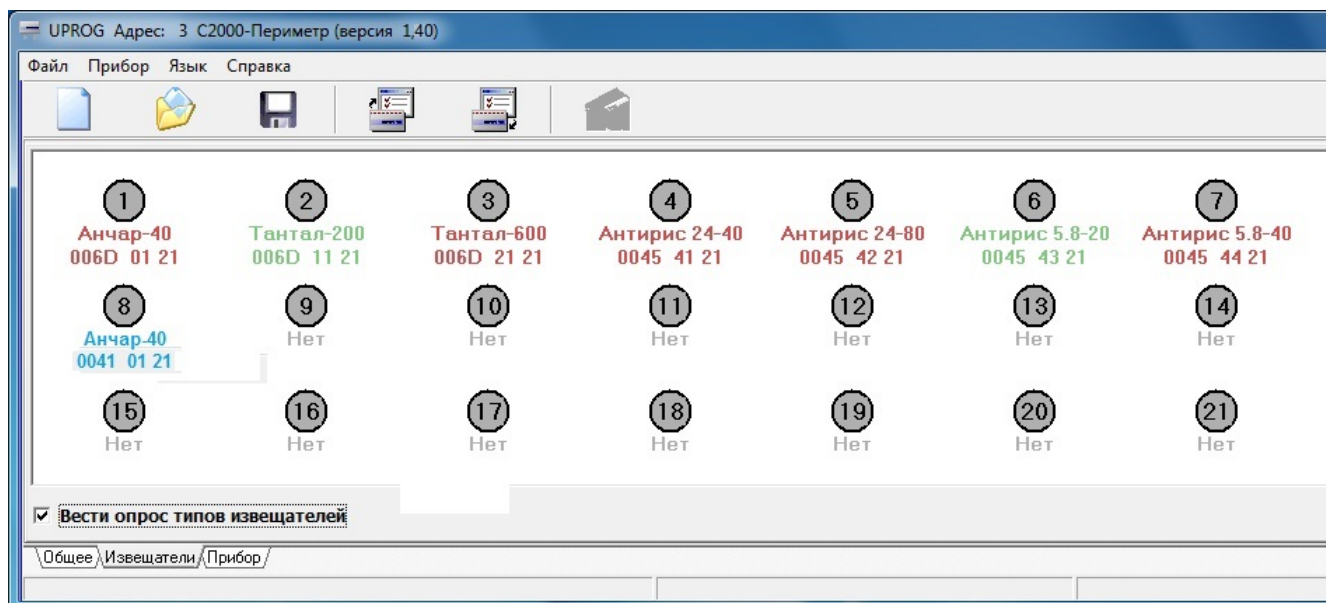 UPROG Адрес: 3 С2000-Периметр (версия 1,40)
Файл Прибор Язык Справка
1 2 3 4 5 6 7
Анчар-40 Тантал-200 Тантал-600 Антирис 24-40 Антирис 24-80 Антирис 5.8-20 Антирис 5.8-40
006D 01 21 006D 11 21 006D 21 21 0045 41 21 0045 42 21 0045 43 21 0045 44 21
8 9 10 11 12 13 14
Анчар-40 Нет Нет Нет Нет Нет Нет
0041 01 21
15 16 17 18 19 20 21
Нет Нет Нет Нет Нет Нет Нет
Вести опрос типов извещателей
Общее Извещатели Прибор